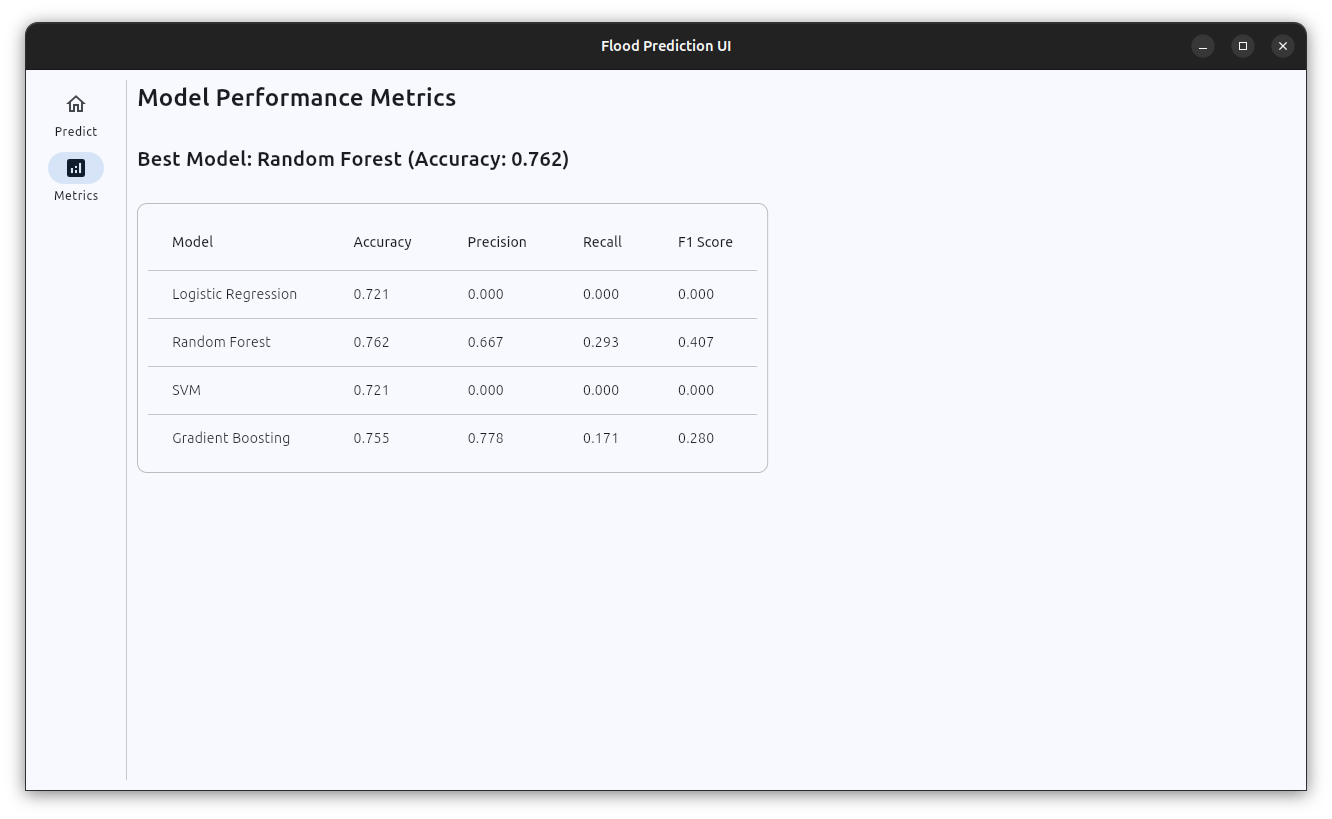 Flood Prediction UI
Predict
Metrics
Model Performance Metrics
Best Model: Random Forest (Accuracy: 0.762)
Model Accuracy Precision Recall F1 Score
Logistic Regression 0.721 0.000 0.000 0.000
Random Forest 0.762 0.667 0.293 0.407
SVM 0.721 0.000 0.000 0.000
Gradient Boosting 0.755 0.778 0.171 0.280